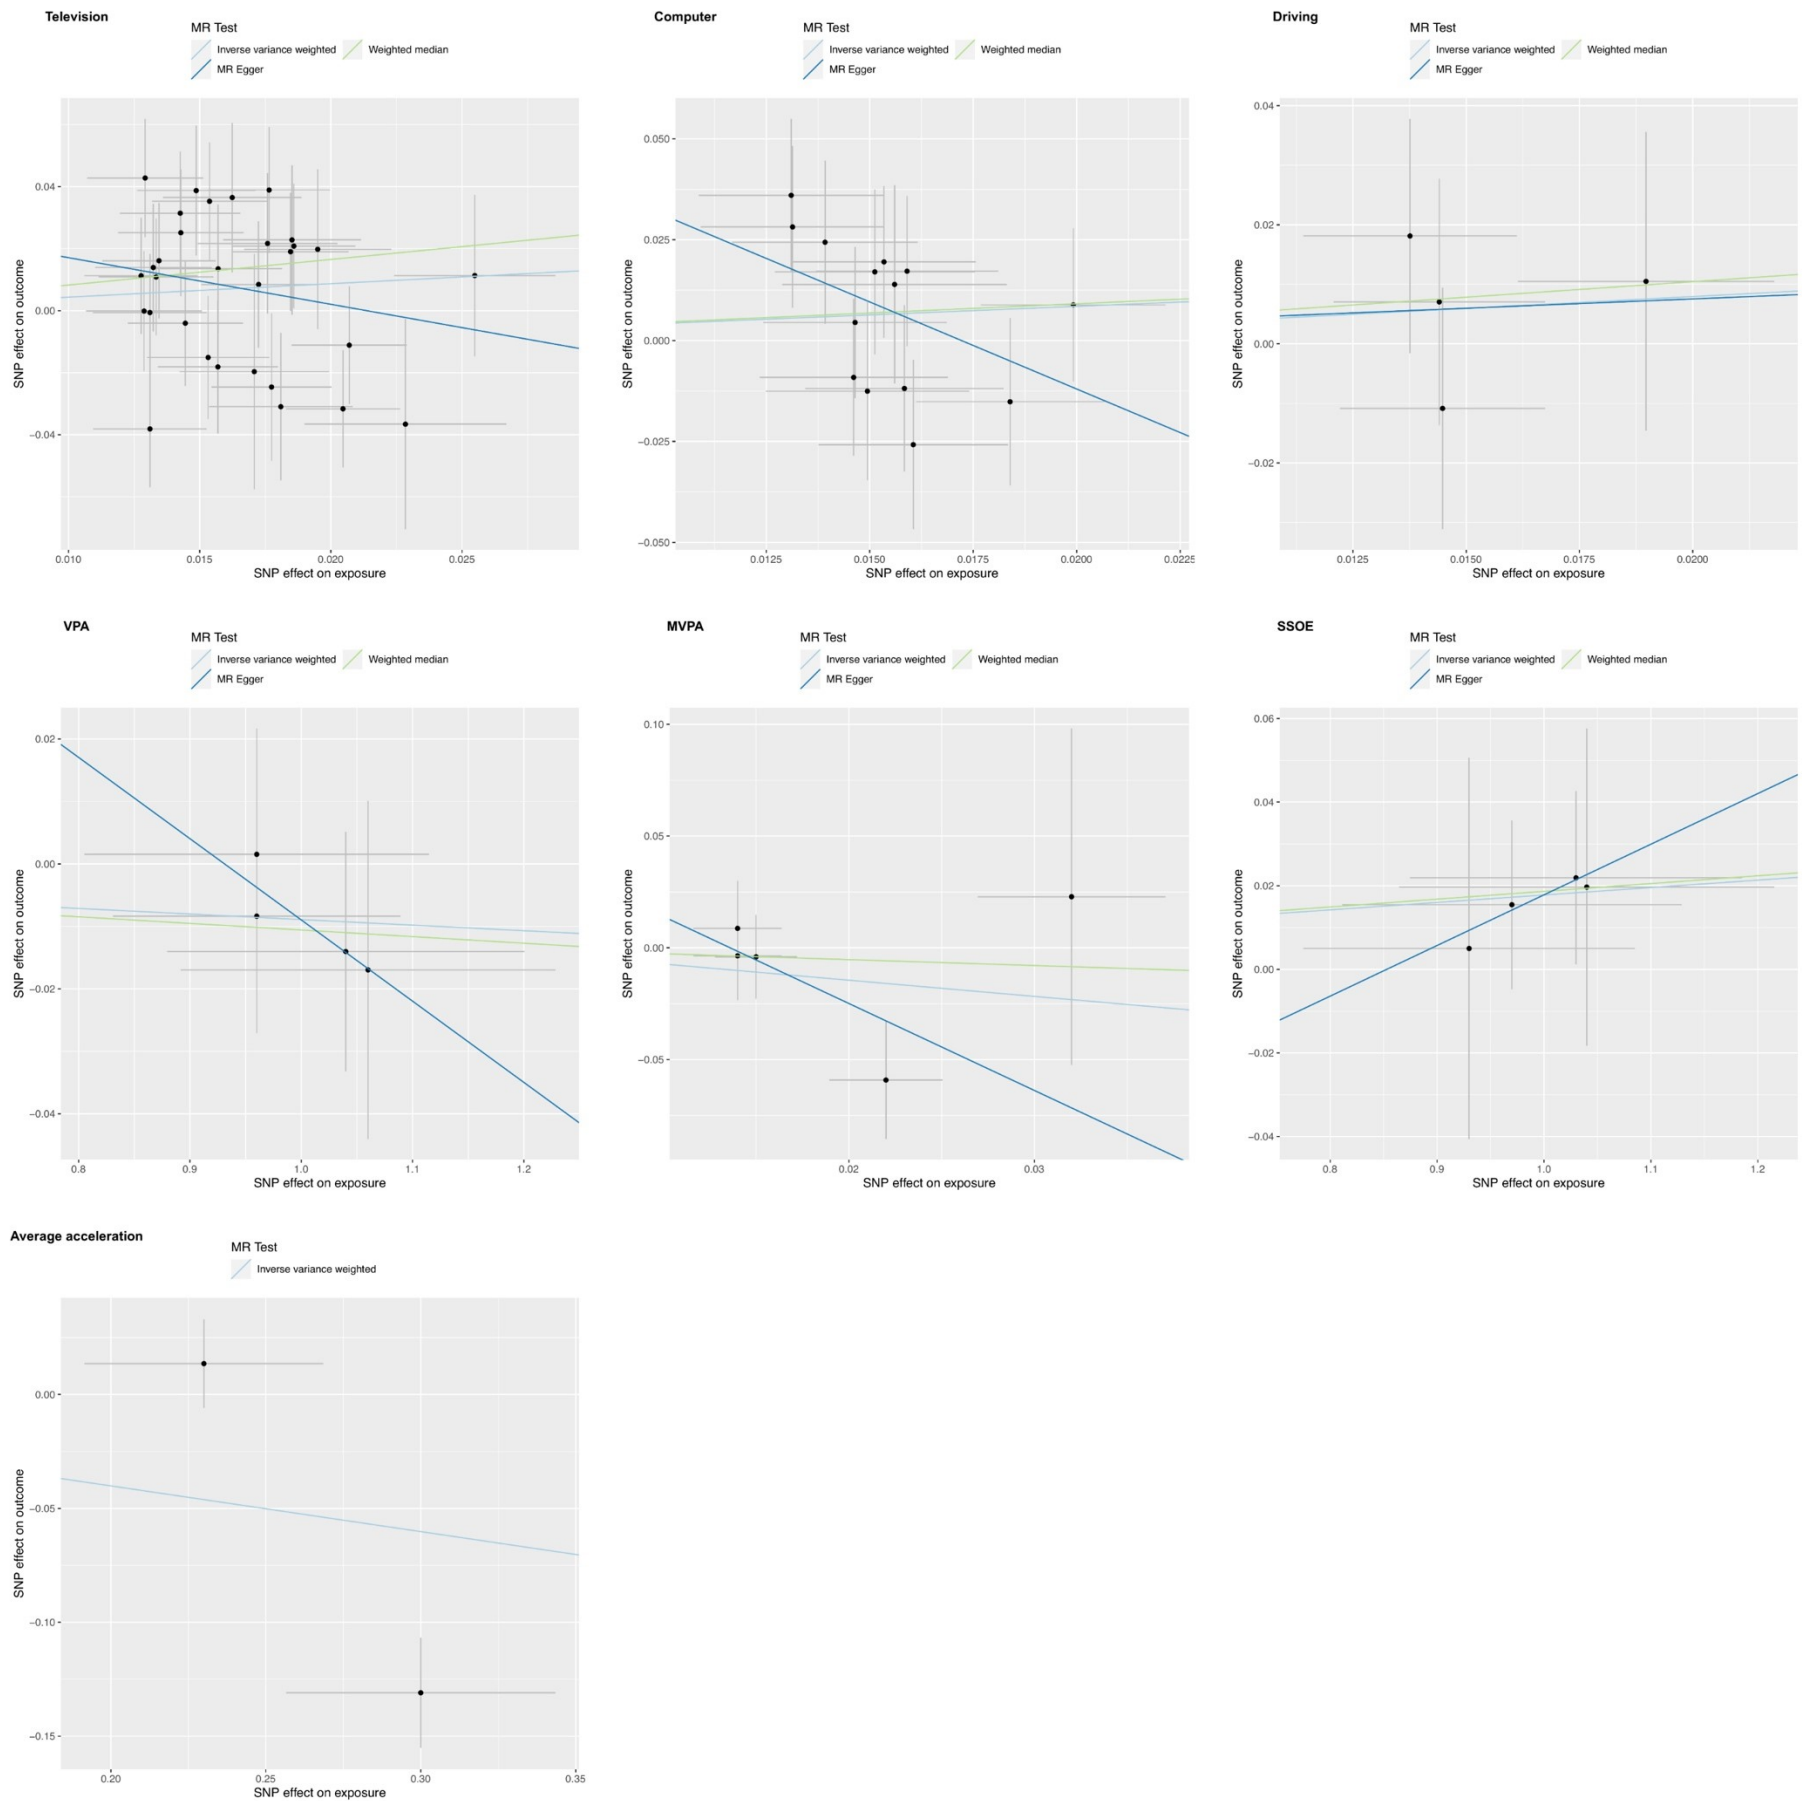 Television
MR Test
Inverse variance weighted
Weighted median
MR Egger
0.04
0.00
−0.04
SNP effect on outcome
0.010
0.015
0.020
0.025
SNP effect on exposure
Computer
MR Test
Inverse variance weighted
Weighted median
MR Egger
0.050
0.025
0.000
−0.025
−0.050
SNP effect on outcome
0.0125
0.0150
0.0175
0.0200
0.0225
SNP effect on exposure
Driving
MR Test
Inverse variance weighted
Weighted median
MR Egger
0.04
0.02
0.00
−0.02
SNP effect on outcome
0.0125
0.0150
0.0175
0.0200
SNP effect on exposure
VPA
MR Test
Inverse variance weighted
Weighted median
MR Egger
0.02
0.00
−0.02
−0.04
SNP effect on outcome
0.8
0.9
1.0
1.1
1.2
SNP effect on exposure
MVPA
MR Test
Inverse variance weighted
Weighted median
MR Egger
0.10
0.05
0.00
−0.05
SNP effect on outcome
0.02
0.03
SNP effect on exposure
SSOE
MR Test
Inverse variance weighted
Weighted median
MR Egger
0.06
0.04
0.02
0.00
−0.02
−0.04
SNP effect on outcome
0.8
0.9
1.0
1.1
1.2
SNP effect on exposure
Average acceleration
MR Test
Inverse variance weighted
0.00
−0.05
−0.10
−0.15
SNP effect on outcome
0.20
0.25
0.30
0.35
SNP effect on exposure